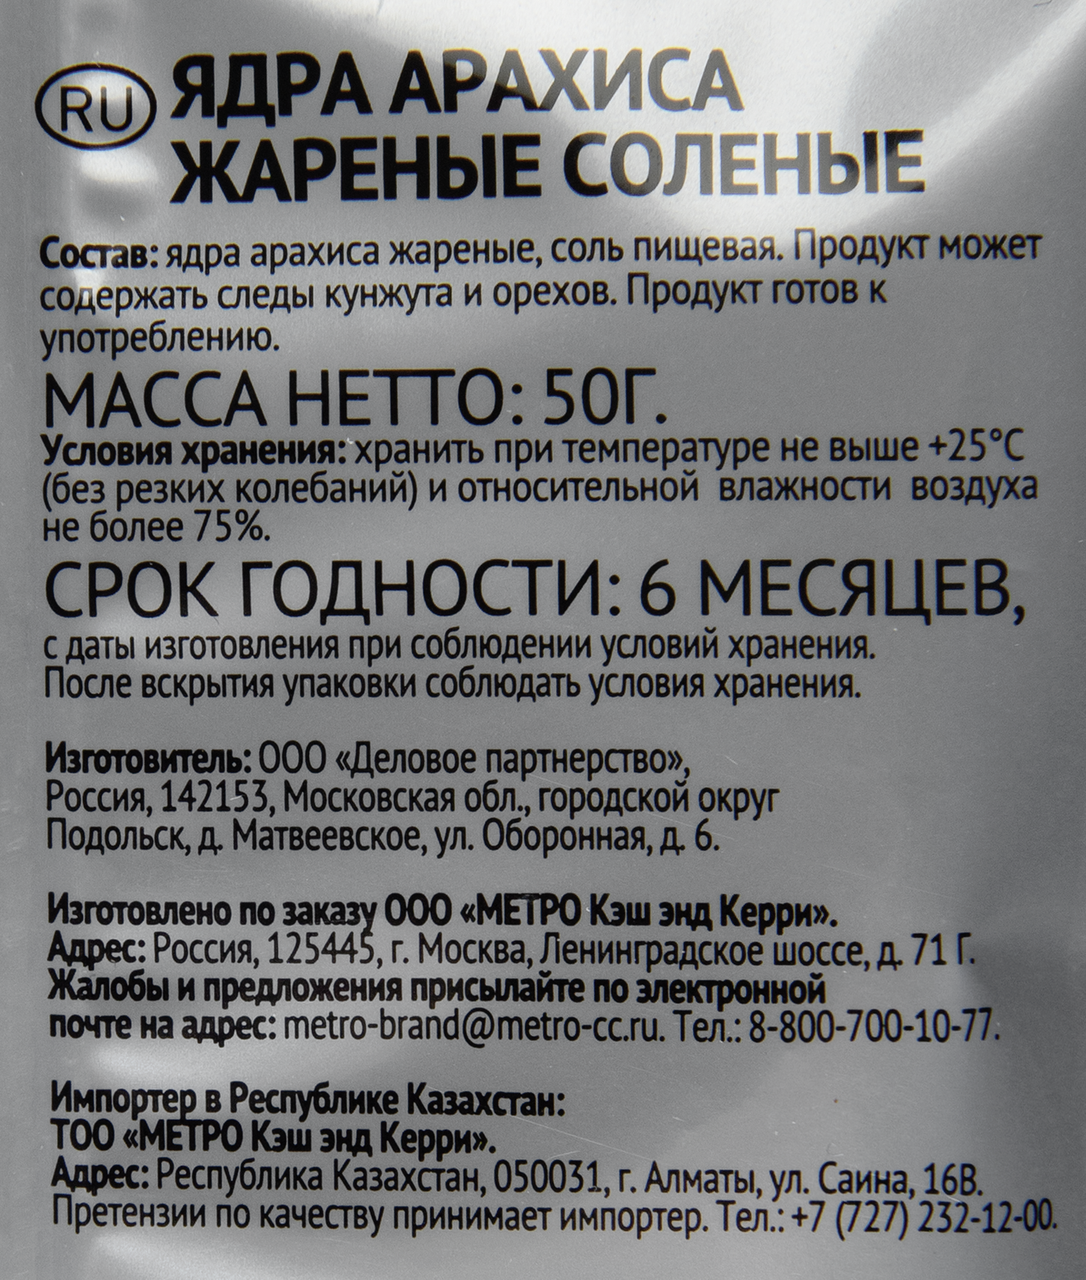 RU ЯДРА АРАХИСА
ЖАРЕНЫЕ СОЛЕНЫЕ
Состав: ядра арахиса жареные, соль пищевая. Продукт может
содержать следы кунжута и орехов. Продукт готов к
употреблению.
МАССА НЕТТО: 50Г.
Условия хранения: хранить при температуре не выше +25°С
(без резких колебаний) и относительной влажности воздуха
не более 75%.
СРОК ГОДНОСТИ: 6 МЕСЯЦЕВ,
с даты изготовления при соблюдении условий хранения.
После вскрытия упаковки соблюдать условия хранения.
Изготовитель: ООО «Деловое партнерство»,
Россия, 142153, Московская обл., городской округ
Подольск, д. Матвеевское, ул. Оборонная, д. 6.
Изготовлено по заказу ООО «МЕТРО Кэш энд Керри».
Адрес: Россия, 125445, г. Москва, Ленинградское шоссе, д. 71 Г.
Жалобы и предложения присылайте по электронной
почте на адрес: metro-brand@metro-cc.ru. Тел.: 8-800-700-10-77.
Импортер в Республике Казахстан:
ТОО «МЕТРО Кэш энд Керри».
Адрес: Республика Казахстан, 050031, г. Алматы, ул. Саина, 16В.
Претензии по качеству принимает импортер. Тел.: +7 (727) 232-12-00.